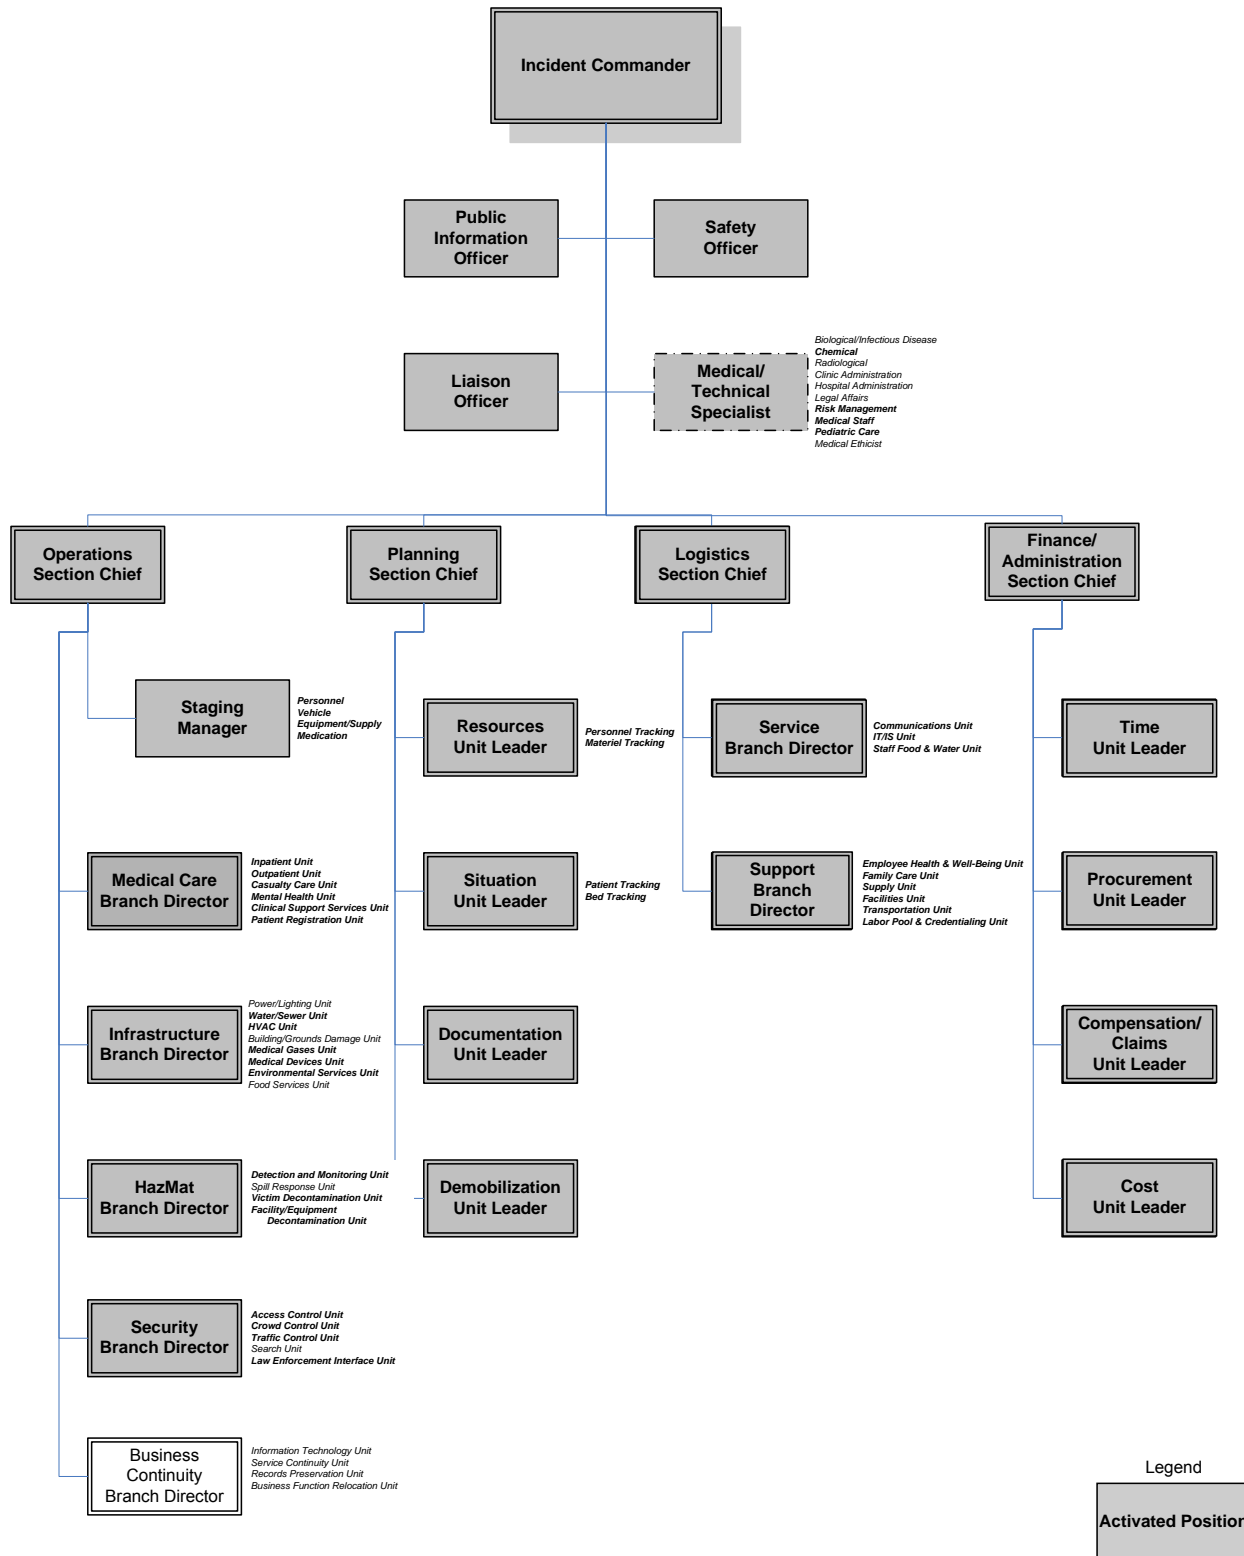 Incident Commander
Public
Information
Officer
Safety
Officer
Liaison
Officer
Medical/
Technical
Specialist
Biological/Infectious Disease
Chemical
Radiological
Clinic Administration
Hospital Administration
Legal Affairs
Risk Management
Medical Staff
Pediatric Care
Medical Ethicist
Operations
Section Chief
Planning
Section Chief
Logistics
Section Chief
Finance/
Administration
Section Chief
Staging
Manager
Personnel
Vehicle
Equipment/Supply
Medication
Resources
Unit Leader
Personnel Tracking
Materiel Tracking
Service
Branch Director
Communications Unit
IT/IS Unit
Staff Food & Water Unit
Time
Unit Leader
Medical Care
Branch Director
Inpatient Unit
Outpatient Unit
Casualty Care Unit
Mental Health Unit
Clinical Support Services Unit
Patient Registration Unit
Situation
Unit Leader
Patient Tracking
Bed Tracking
Support
Branch
Director
Employee Health & Well-Being Unit
Family Care Unit
Supply Unit
Facilities Unit
Transportation Unit
Labor Pool & Credentialing Unit
Procurement
Unit Leader
Infrastructure
Branch Director
Power/Lighting Unit
Water/Sewer Unit
HVAC Unit
Building/Grounds Damage Unit
Medical Gases Unit
Medical Devices Unit
Environmental Services Unit
Food Services Unit
Documentation
Unit Leader
Compensation/
Claims
Unit Leader
HazMat
Branch Director
Detection and Monitoring Unit
Spill Response Unit
Victim Decontamination Unit
Facility/Equipment
Decontamination Unit
Demobilization
Unit Leader
Cost
Unit Leader
Security
Branch Director
Access Control Unit
Crowd Control Unit
Traffic Control Unit
Search Unit
Law Enforcement Interface Unit
Business
Continuity
Branch Director
Information Technology Unit
Service Continuity Unit
Records Preservation Unit
Business Function Relocation Unit
Legend
Activated Position